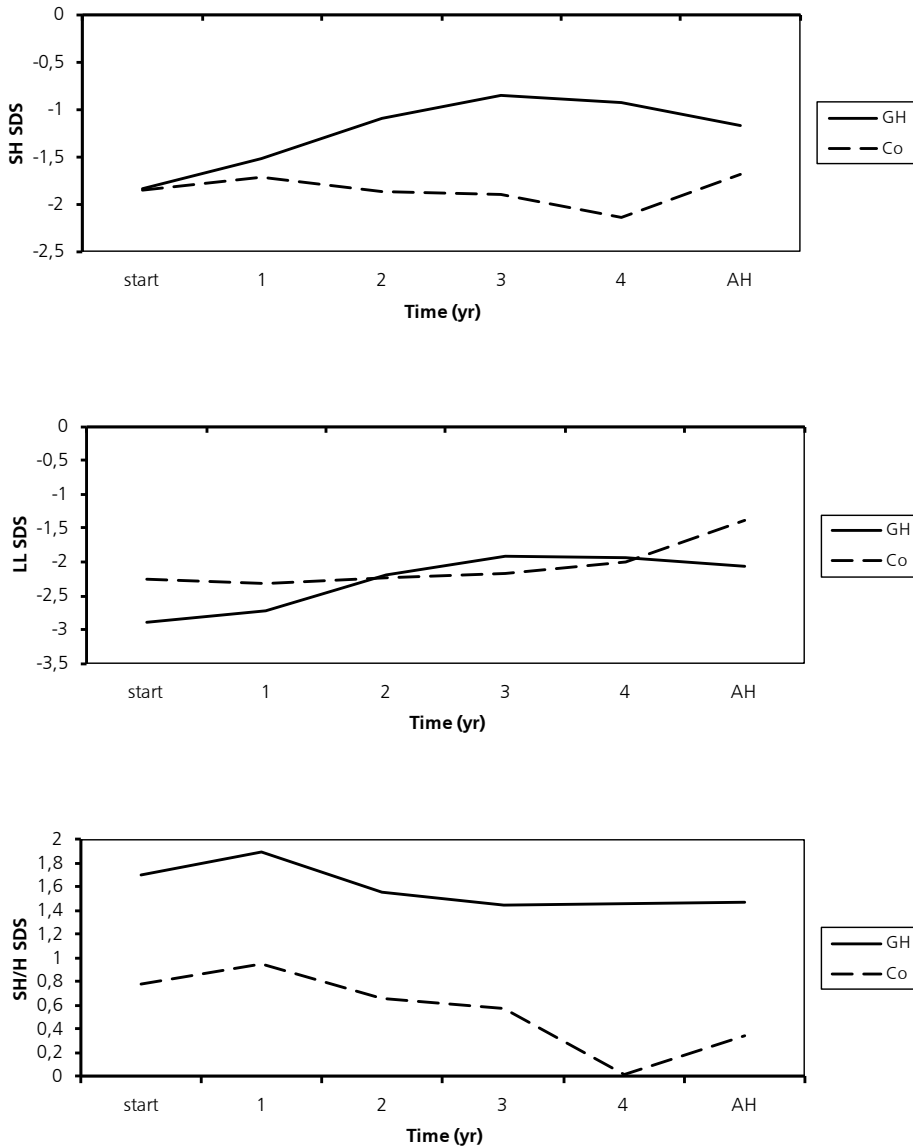 0
-0,5
-1
-1,5
-2
-2,5
SH SDS
start 1 2 3 4 AH
Time (yr)
GH
Co
0
-0,5
-1
-1,5
-2
-2,5
-3
-3,5
LL SDS
start 1 2 3 4 AH
Time (yr)
GH
Co
2
1,8
1,6
1,4
1,2
1
0,8
0,6
0,4
0,2
0
SH/H SDS
start 1 2 3 4 AH
Time (yr)
GH
Co